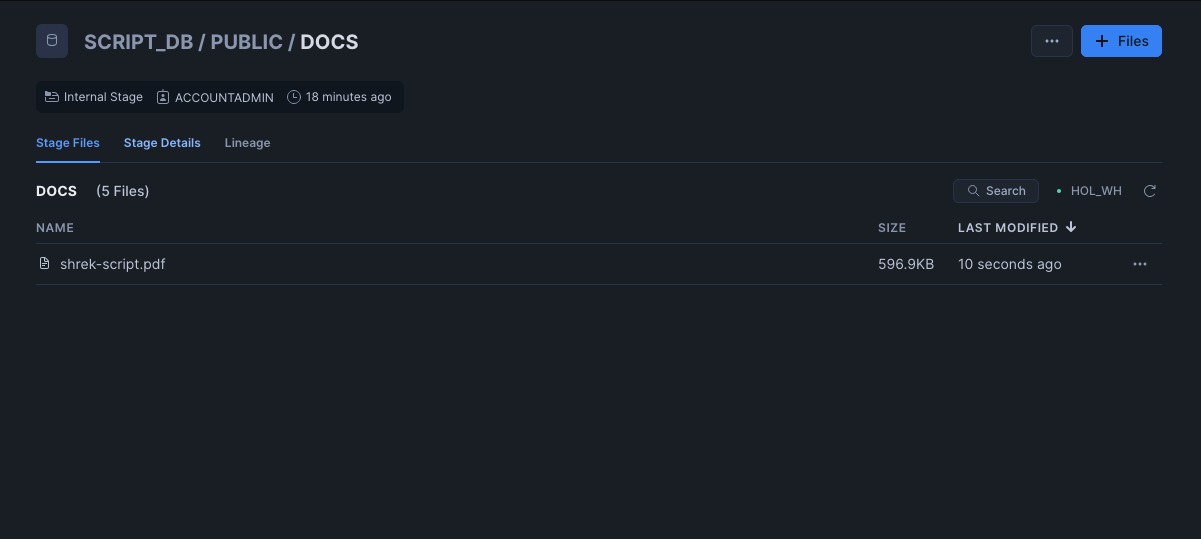 SCRIPT_DB / PUBLIC / DOCS
Files
Internal Stage ACCOUNTADMIN 18 minutes ago
Stage Files Stage Details Lineage
DOCS (5 Files) Search HOL_WH
NAME SIZE LAST MODIFIED
shrek-script.pdf 596.9KB 10 seconds ago